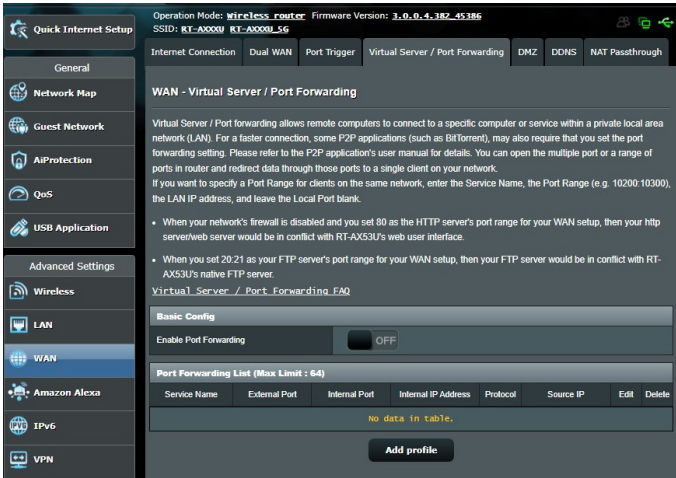 Operation Mode: Wireless router Firmware Version: 3.0.0.4.382_45386
SSID: RT-AXXXU RT-AXXXU_5G
Quick Internet Setup
General
Network Map
Guest Network
AiProtection
QoS
USB Application
Advanced Settings
Wireless
LAN
WAN
Amazon Alexa
IPv6
VPN
Internet Connection Dual WAN Port Trigger Virtual Server / Port Forwarding DMZ DDNS NAT Passthrough
WAN - Virtual Server / Port Forwarding
Virtual Server / Port forwarding allows remote computers to connect to a specific computer or service within a private local area
network (LAN). For a faster connection, some P2P applications (such as BitTorrent), may also require that you set the port
forwarding setting. Please refer to the P2P application's user manual for details. You can open the multiple port or a range of
ports in router and redirect data through those ports to a single client on your network.
If you want to specify a Port Range for clients on the same network, enter the Service Name, the Port Range (e.g. 10200:10300),
the LAN IP address, and leave the Local Port blank.
• When your network's firewall is disabled and you set 80 as the HTTP server's port range for your WAN setup, then your http
server/web server would be in conflict with RT-AX53U's web user interface.
• When you set 20:21 as your FTP server's port range for your WAN setup, then your FTP server would be in conflict with RT-
AX53U's native FTP server.
Virtual Server / Port Forwarding FAQ
Basic Config
Enable Port Forwarding OFF
Port Forwarding List (Max Limit : 64)
Service Name External Port Internal Port Internal IP Address Protocol Source IP Edit Delete
No data in table.
Add profile